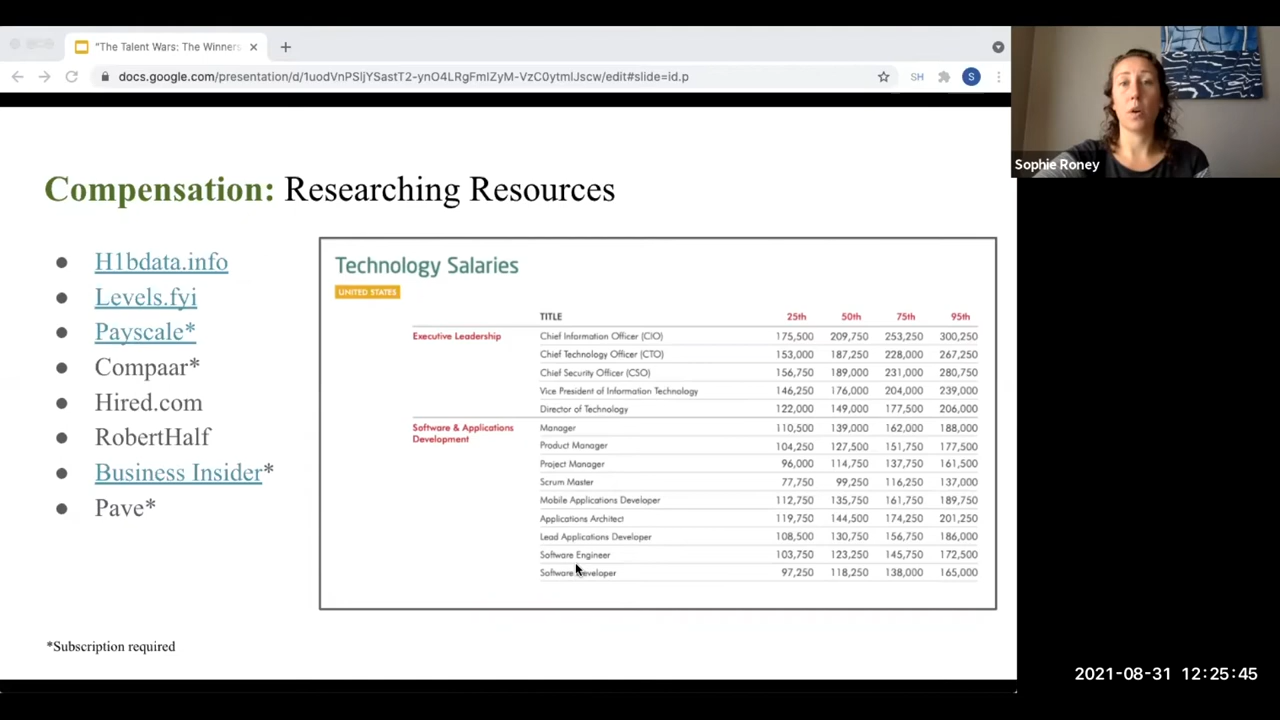 "The Talent Wars: The Winners
docs.google.com/presentation/d/1uodVnPSljYSastT2-ynO4LRgFmIZyM-VzC0ytmIJscw/edit#slide=id.p
SH
S
Sophie Roney
Compensation: Researching Resources
H1bdata.info
Levels.fyi
Payscale*
Compaar*
Hired.com
RobertHalf
Business Insider*
Pave*
*Subscription required
Technology Salaries
UNITED STATES
TITLE 25th 50th 75th 95th
Executive Leadership Chief Information Officer (CIO) 175,500 209,750 253,250 300,250
Chief Technology Officer (CTO) 153,000 187,250 228,000 267,250
Chief Security Officer (CSO) 156,750 189,000 231,000 280,750
Vice President of Information Technology 146,250 176,000 204,000 239,000
Director of Technology 122,000 149,000 177,500 206,000
Software & Applications Manager 110,500 139,000 162,000 188,000
Development Product Manager 104,250 127,500 151,750 177,500
Project Manager 96,000 114,750 137,750 161,500
Scrum Master 77,750 99,250 116,250 137,000
Mobile Applications Developer 112,750 135,750 161,750 189,750
Applications Architect 119,750 144,500 174,250 201,250
Lead Applications Developer 108,500 130,750 156,750 186,000
Software Engineer 103,750 123,250 145,750 172,500
Software Developer 97,250 118,250 138,000 165,000
2021-08-31 12:25:45